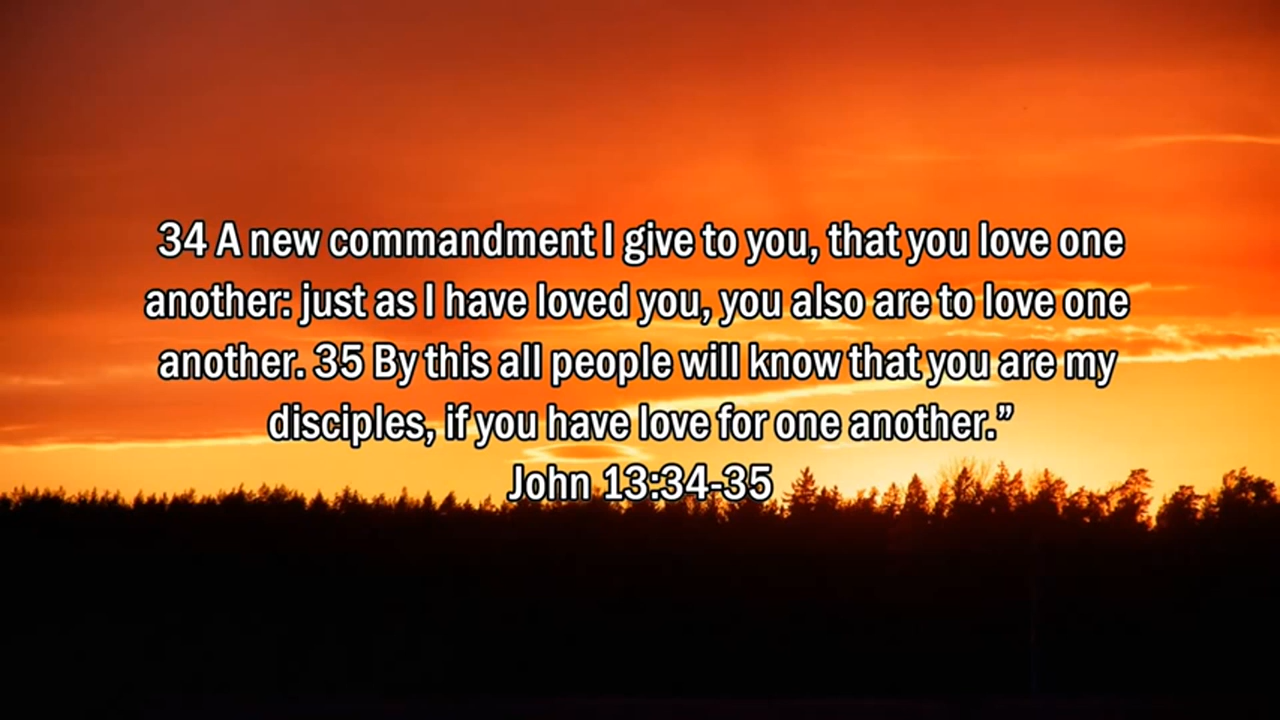 34 A new commandment I give to you, that you love one
another: just as I have loved you, you also are to love one
another. 35 By this all people will know that you are my
disciples, if you have love for one another.”
John 13:34-35